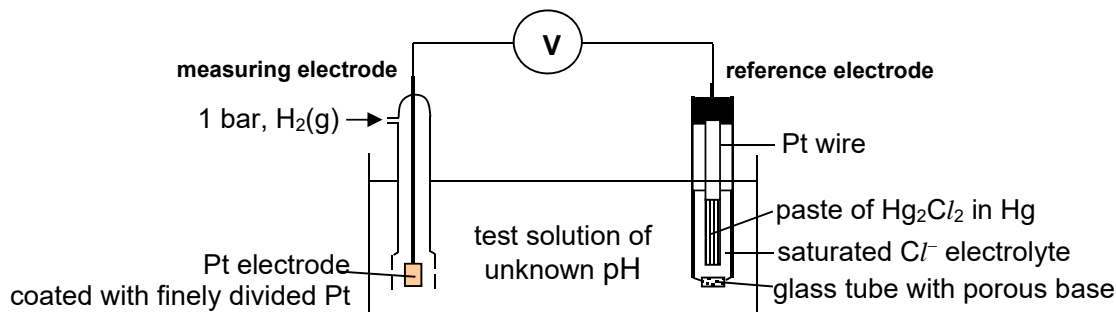 V
measuring electrode
reference electrode
1 bar, H₂(g)
Pt wire
paste of Hg₂Cl₂ in Hg
test solution of
unknown pH
saturated Cl⁻ electrolyte
Pt electrode
coated with finely divided Pt
glass tube with porous base